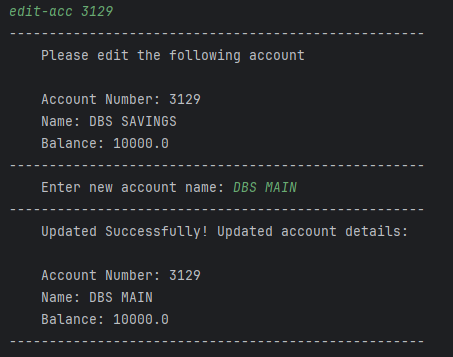 edit-acc 3129
----------------------------------------------------
Please edit the following account
Account Number: 3129
Name: DBS SAVINGS
Balance: 10000.0
----------------------------------------------------
Enter new account name: DBS MAIN
----------------------------------------------------
Updated Successfully! Updated account details:
Account Number: 3129
Name: DBS MAIN
Balance: 10000.0
----------------------------------------------------